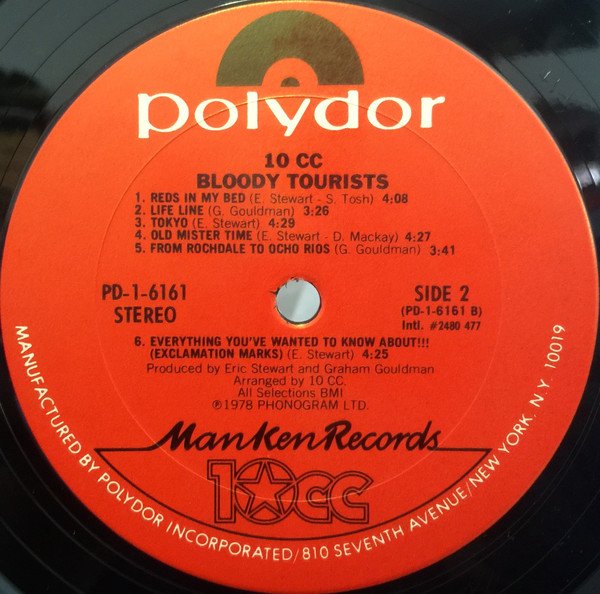 polydor
10 CC
BLOODY TOURISTS
1. REDS IN MY BED (E. Stewart - S. Tosh) 4:08
2. LIFE LINE (G. Gouldman) 3:26
3. TOKYO (E. Stewart) 4:29
4. OLD MISTER TIME (E. Stewart - D. Mackay) 4:27
5. FROM ROCHDALE TO OCHO RIOS (G. Gouldman) 3:41
PD-1-6161
STEREO
SIDE 2
(PD-1-6161 B)
Intl. #2480 477
6. EVERYTHING YOU'VE WANTED TO KNOW ABOUT!!!
(EXCLAMATION MARKS) (E. Stewart) 4:25
Produced by Eric Stewart and Graham Gouldman
Arranged by 10 CC.
All Selections BMI
℗1978 PHONOGRAM LTD.
ManKen Records
10CC
MANUFACTURED BY POLYDOR INCORPORATED/810 SEVENTH AVENUE/NEW YORK, N Y 10019